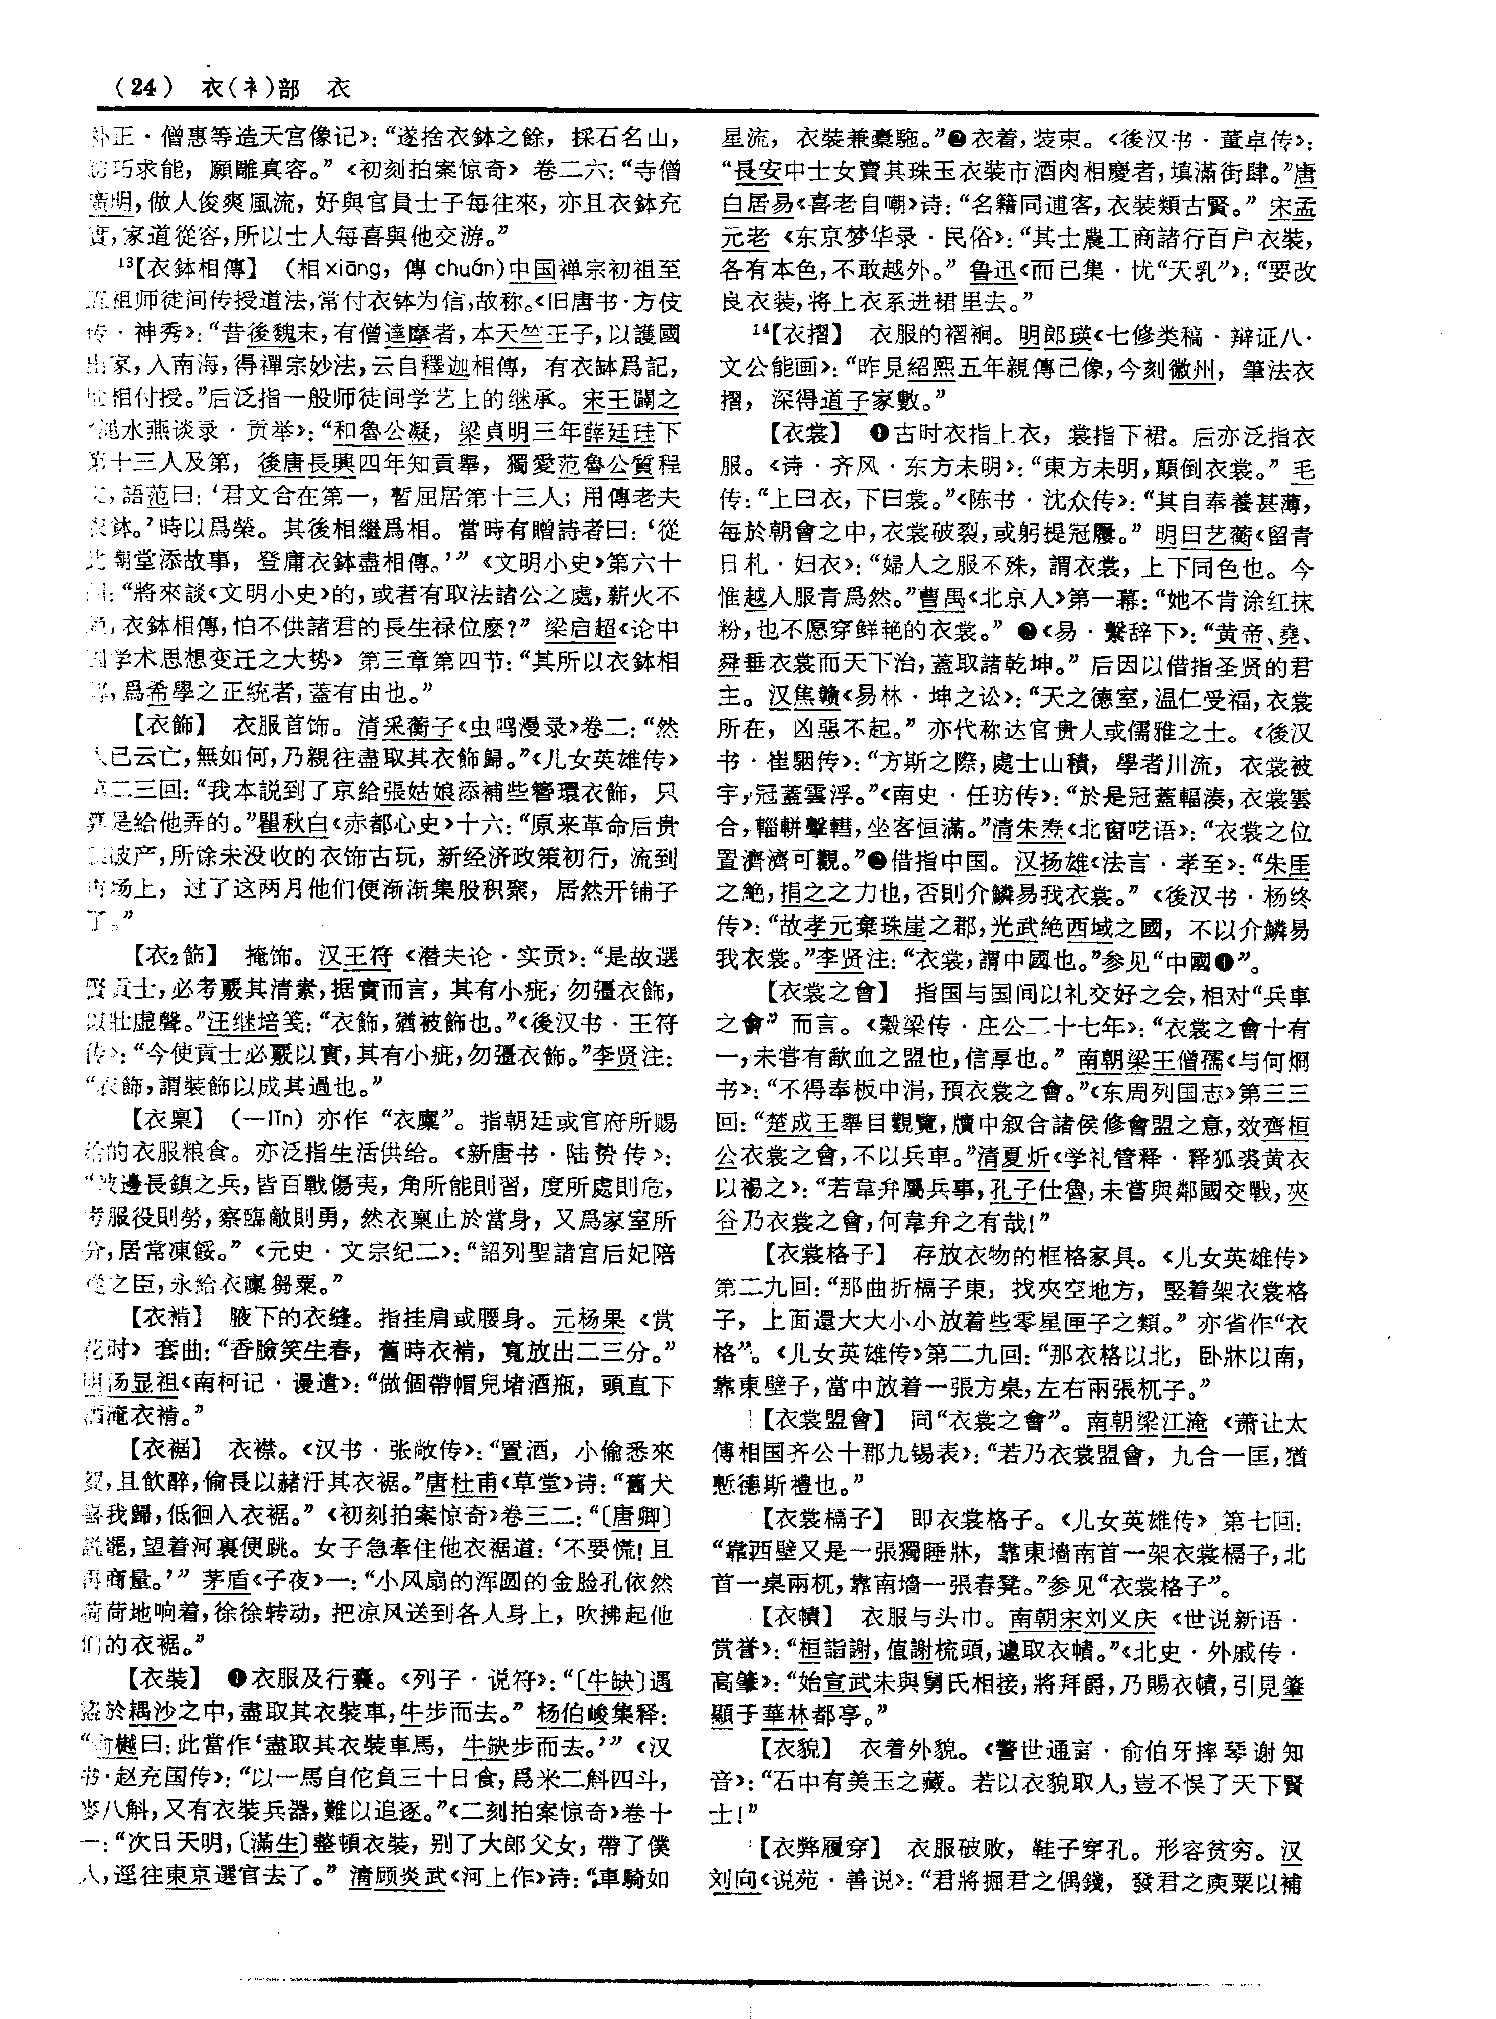 （24） 衣（衤）部 衣
正·僧惠等造天宫像记》：“遂捨衣鉢之餘，採石名山，
巧求能，願雕真容。”《初刻拍案惊奇》卷二六：“寺僧
廣明，做人俊爽風流，好與官員士子每往來，亦且衣鉢充
實，家道從容，所以士人每喜與他交游。”
13【衣鉢相傳】 （相xiāng，傳chuán）中国禅宗初祖至
五祖师徒间传授道法，常付衣钵为信，故称。《旧唐书·方伎
传·神秀》：“昔後魏末，有僧達摩者，本天竺王子，以護國
出家，入南海，得禪宗妙法，云自釋迦相傳，有衣鉢爲記，
世相付授。”后泛指一般师徒间学艺上的继承。宋王闢之
《渑水燕谈录·贡举》：“和魯公凝，梁貞明三年薛廷珪下
第十三人及第，後唐長興四年知貢舉，獨愛范魯公質程
文，語范曰：‘君文合在第一，暫屈居第十三人；用傳老夫
衣鉢。’時以爲榮。其後相繼爲相。當時有贈詩者曰：‘從
此朝堂添故事，登庸衣鉢盡相傳。’”《文明小史》第六十
回：“將來談《文明小史》的，或者有取法諸公之處，薪火不
，衣鉢相傳，怕不供諸君的長生禄位麽？”梁启超《论中
国学术思想变迁之大势》第三章第四节：“其所以衣鉢相
，爲希學之正統者，蓋有由也。”
【衣飾】 衣服首饰。清采蘅子《虫鸣漫录》卷二：“然
人已云亡，無如何，乃親往盡取其衣飾歸。”《儿女英雄传》
第二三回：“我本説到了京給張姑娘添補些簪環衣飾，只
算是給他弄的。”瞿秋白《赤都心史》十六：“原来革命后贵
破产，所馀未没收的衣饰古玩，新经济政策初行，流到
市场上，过了这两月他们便渐渐集股积聚，居然开铺子
了。”
【衣2飾】 掩饰。汉王符《潜夫论·实贡》：“是故選
賢貢士，必考覈其清素，据實而言，其有小疵，勿彊衣飾，
以壯虚聲。”汪继培笺：“衣飾，猶被飾也。”《後汉书·王符
传》：“今使貢士必覈以實，其有小疵，勿彊衣飾。”李贤注：
“衣飾，謂裝飾以成其過也。”
【衣稟】 （—lǐn）亦作“衣廩”。指朝廷或官府所赐
给的衣服粮食。亦泛指生活供给。《新唐书·陆贽传》：
“彼邊長鎮之兵，皆百戰傷夷，角所能則習，度所處則危，
考服役則勞，察臨敵則勇，然衣稟止於當身，又爲家室所
分，居常凍餒。”《元史·文宗纪二》：“詔列聖諸宫后妃陪
從之臣，永給衣廩芻粟。”
【衣褃】 腋下的衣缝。指挂肩或腰身。元杨果《赏
花时》套曲：“香臉笑生春，舊時衣褃，寬放出二三分。”
明汤显祖《南柯记·谩遣》：“做個帶帽兒堵酒瓶，頭直下
酒淹衣褃。”
【衣裾】 衣襟。《汉书·张敞传》：“置酒，小偷悉來
賀，且飲醉，偷長以赭汙其衣裾。”唐杜甫《草堂》诗：“舊犬
喜我歸，低徊入衣裾。”《初刻拍案惊奇》卷三二：“〔唐卿〕
説罷，望着河裏便跳。女子急牽住他衣裾道：‘不要慌！且
再商量。’”茅盾《子夜》一：“小风扇的浑圆的金脸孔依然
荷荷地响着，徐徐转动，把凉风送到各人身上，吹拂起他
们的衣裾。”
【衣裝】 ❶衣服及行囊。《列子·说符》：“〔牛缺〕遇
盗於耦沙之中，盡取其衣裝車，牛步而去。”杨伯峻集释：
“俞樾曰：此當作‘盡取其衣裝車馬，牛缺步而去。’”《汉
书·赵充国传》：“以一馬自佗負三十日食，爲米二斛四斗，
麥八斛，又有衣裝兵器，難以追逐。”《二刻拍案惊奇》卷十
一：“次日天明，〔滿生〕整頓衣裝，别了大郎父女，帶了僕
人，逕往東京選官去了。”清顾炎武《河上作》诗：“車騎如
星流，衣裝兼橐駞。”❷衣着，装束。《後汉书·董卓传》：
“長安中士女賣其珠玉衣裝市酒肉相慶者，填滿街肆。”唐
白居易《喜老自嘲》诗：“名籍同逋客，衣裝類古賢。”宋孟
元老《东京梦华录·民俗》：“其士農工商諸行百户衣裝，
各有本色，不敢越外。”鲁迅《而已集·忧“天乳”》：“要改
良衣装，将上衣系进裙里去。”
14【衣摺】 衣服的褶裥。明郎瑛《七修类稿·辩证八·
文公能画》：“昨見紹熙五年親傳己像，今刻徽州，筆法衣
摺，深得道子家數。”
【衣裳】 ❶古时衣指上衣，裳指下裙。后亦泛指衣
服。《诗·齐风·东方未明》：“東方未明，顛倒衣裳。”毛
传：“上曰衣，下曰裳。”《陈书·沈众传》：“其自奉養甚薄，
每於朝會之中，衣裳破裂，或躬提冠屨。”明田艺蘅《留青
日札·妇衣》：“婦人之服不殊，謂衣裳，上下同色也。今
惟越人服青爲然。”曹禺《北京人》第一幕：“她不肯涂红抹
粉，也不愿穿鲜艳的衣裳。”❷《易·繫辞下》：“黄帝、堯、
舜垂衣裳而天下治，蓋取諸乾坤。”后因以借指圣贤的君
主。汉焦赣《易林·坤之讼》：“天之德室，温仁受福，衣裳
所在，凶惡不起。”亦代称达官贵人或儒雅之士。《後汉
书·崔駰传》：“方斯之際，處士山積，學者川流，衣裳被
宇，冠蓋雲浮。”《南史·任昉传》：“於是冠蓋輻湊，衣裳雲
合，輜軿擊轊，坐客恒滿。”清朱焘《北窗呓语》：“衣裳之位
置濟濟可觀。”❸借指中国。汉扬雄《法言·孝至》：“朱厓
之絶，捐之之力也，否則介鱗易我衣裳。”《後汉书·杨终
传》：“故孝元棄珠崖之郡，光武絶西域之國，不以介鱗易
我衣裳。”李贤注：“衣裳，謂中國也。”参见“中國❶”。
【衣裳之會】 指国与国间以礼交好之会，相对“兵車
之會”而言。《穀梁传·庄公二十七年》：“衣裳之會十有
一，未嘗有歃血之盟也，信厚也。”南朝梁王僧孺《与何炯
书》：“不得奉板中涓，預衣裳之會。”《东周列国志》第三三
回：“楚成王舉目觀覽，牘中叙合諸侯修會盟之意，效齊桓
公衣裳之會，不以兵車。”清夏炘《学礼管释·释狐裘黄衣
以裼之》：“若韋弁屬兵事，孔子仕魯，未嘗與鄰國交戰，夾
谷乃衣裳之會，何韋弁之有哉！”
【衣裳格子】 存放衣物的框格家具。《儿女英雄传》
第二九回：“那曲折槅子東，找夾空地方，竪着架衣裳格
子，上面還大大小小放着些零星匣子之類。”亦省作“衣
格”。《儿女英雄传》第二九回：“那衣格以北，卧牀以南，
靠東壁子，當中放着一張方桌，左右兩張杌子。”
【衣裳盟會】 同“衣裳之會”。南朝梁江淹《萧让太
傅相国齐公十郡九锡表》：“若乃衣裳盟會，九合一匡，猶
慙德斯禮也。”
【衣裳槅子】 即衣裳格子。《儿女英雄传》第七回：
“靠西壁又是一張獨睡牀，靠東墻南首一架衣裳槅子，北
首一桌兩杌，靠南墻一張春凳。”参见“衣裳格子”。
【衣幘】 衣服与头巾。南朝宋刘义庆《世说新语·
赏誉》：“桓詣謝，值謝梳頭，遽取衣幘。”《北史·外戚传·
高肇》：“始宣武未與舅氏相接，將拜爵，乃賜衣幘，引見肇
顯于華林都亭。”
【衣貌】 衣着外貌。《警世通言·俞伯牙摔琴谢知
音》：“石中有美玉之藏。若以衣貌取人，豈不悮了天下賢
士！”
【衣弊履穿】 衣服破败，鞋子穿孔。形容贫穷。汉
刘向《说苑·善说》：“君將掘君之偶錢，發君之庾粟以補